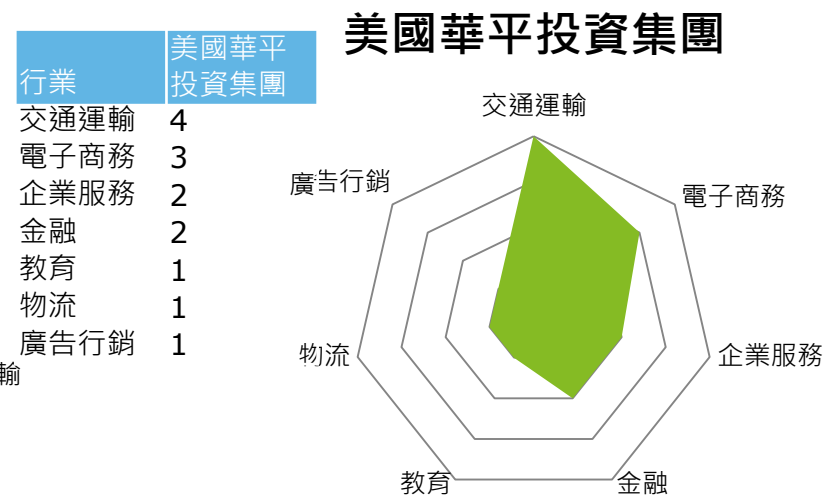 美國華平投資集團
行業 美國華平
投資集團
交通運輸 4
電子商務 3
企業服務 2
金融 2
教育 1
物流 1
廣告行銷 1
輸
交通運輸
電子商務
企業服務
金融
教育
物流
廣告行銷